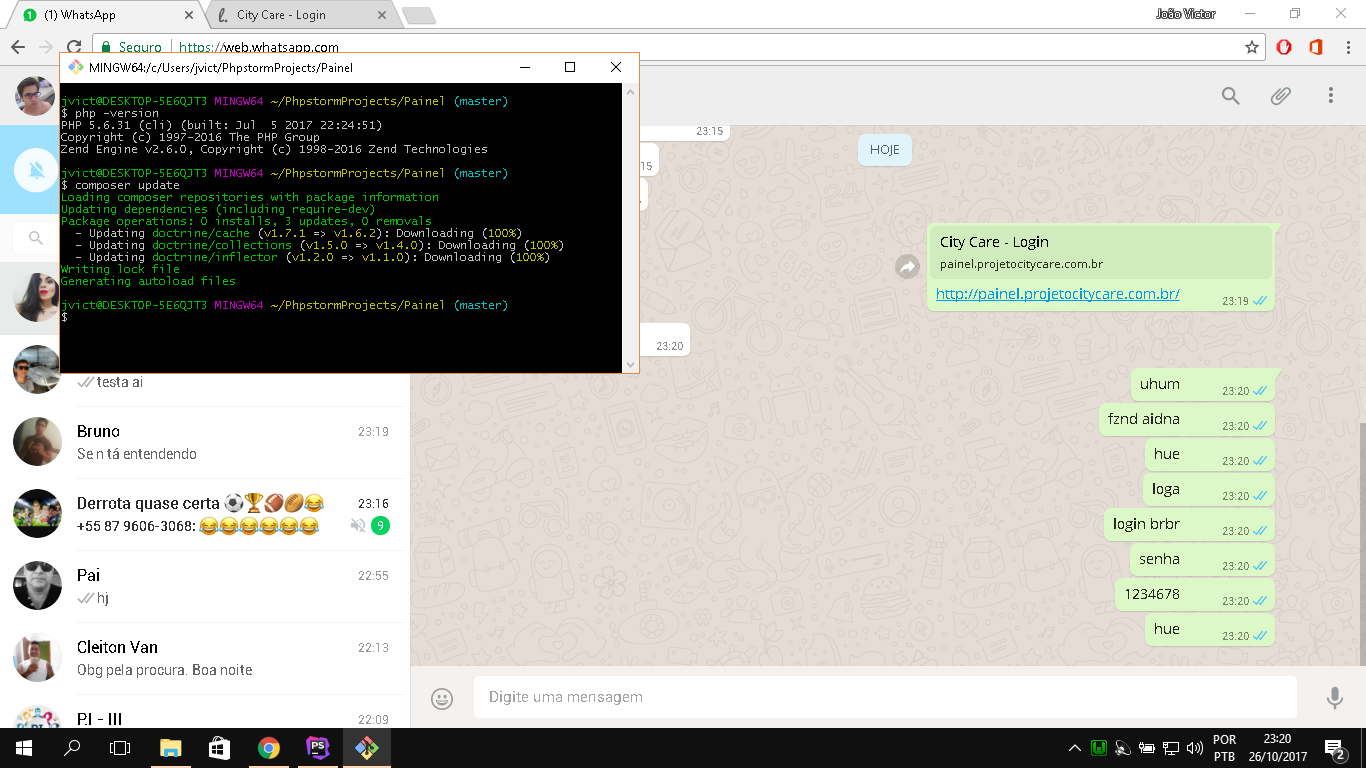 (1) WhatsApp
City Care - Login
João Victor
Seguro
https://web.whatsapp.com
MINGW64:/c/Users/jvict/PhpstormProjects/Painel
jvict@DESKTOP-5E6QJT3 MINGW64 ~/PhpstormProjects/Painel (master)
$ php -version
PHP 5.6.31 (cli) (built: Jul 5 2017 22:24:51)
Copyright (c) 1997-2016 The PHP Group
Zend Engine v2.6.0, Copyright (c) 1998-2016 Zend Technologies
jvict@DESKTOP-5E6QJT3 MINGW64 ~/PhpstormProjects/Painel (master)
$ composer update
Loading composer repositories with package information
Updating dependencies (including require-dev)
Package operations: 0 installs, 3 updates, 0 removals
- Updating doctrine/cache (v1.7.1 => v1.6.2): Downloading (100%)
- Updating doctrine/collections (v1.5.0 => v1.4.0): Downloading (100%)
- Updating doctrine/inflector (v1.2.0 => v1.1.0): Downloading (100%)
Writing lock file
Generating autoload files
jvict@DESKTOP-5E6QJT3 MINGW64 ~/PhpstormProjects/Painel (master)
$
testa ai
Bruno 23:19
Se n tá entendendo
Derrota quase certa ⚽🏆🏈🏉😂 23:16
+55 87 9606-3068: 😂😂😂😂😂😂 9
Pai 22:55
hj
Cleiton Van 22:13
Obg pela procura. Boa noite
P.I - III 22:09
23:15
15
HOJE
City Care - Login
painel.projetocitycare.com.br
http://painel.projetocitycare.com.br/ 23:19
23:20
uhum 23:20
fznd aidna 23:20
hue 23:20
loga 23:20
login brbr 23:20
senha 23:20
1234678 23:20
hue 23:20
Digite uma mensagem
POR
PTB
23:20
26/10/2017
2